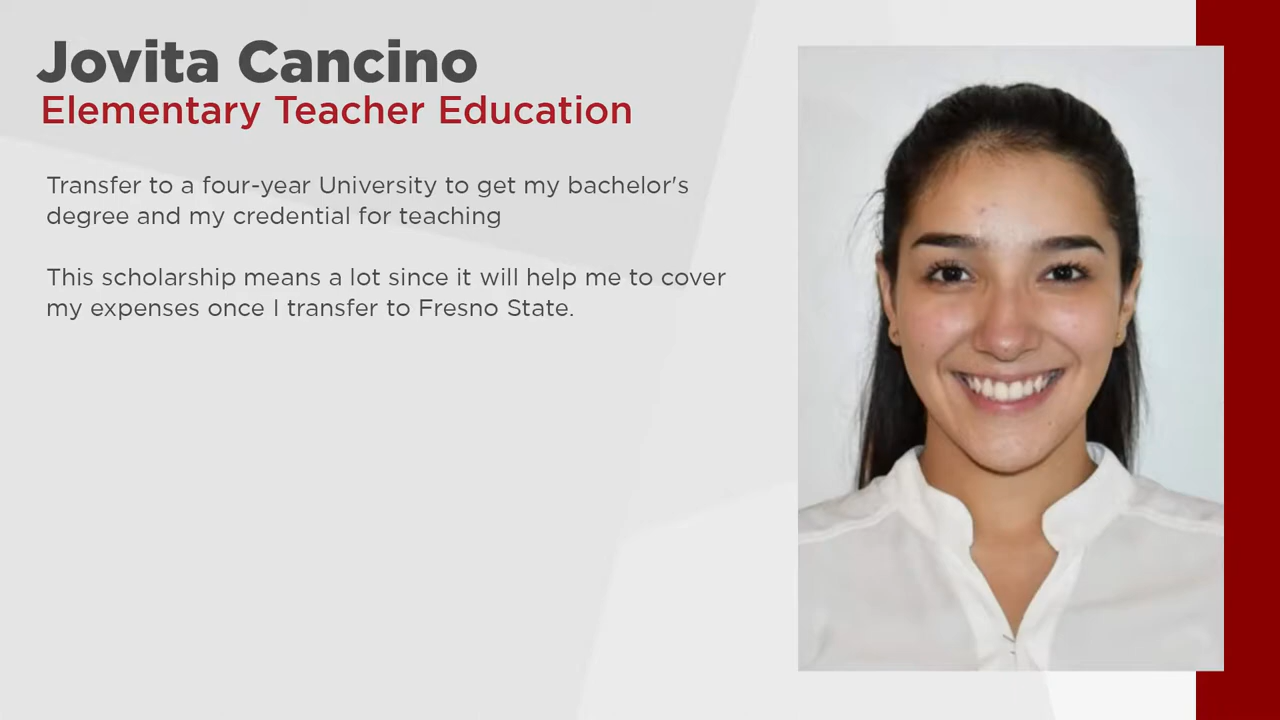 Jovita Cancino
Elementary Teacher Education
Transfer to a four-year University to get my bachelor's
degree and my credential for teaching
This scholarship means a lot since it will help me to cover
my expenses once I transfer to Fresno State.